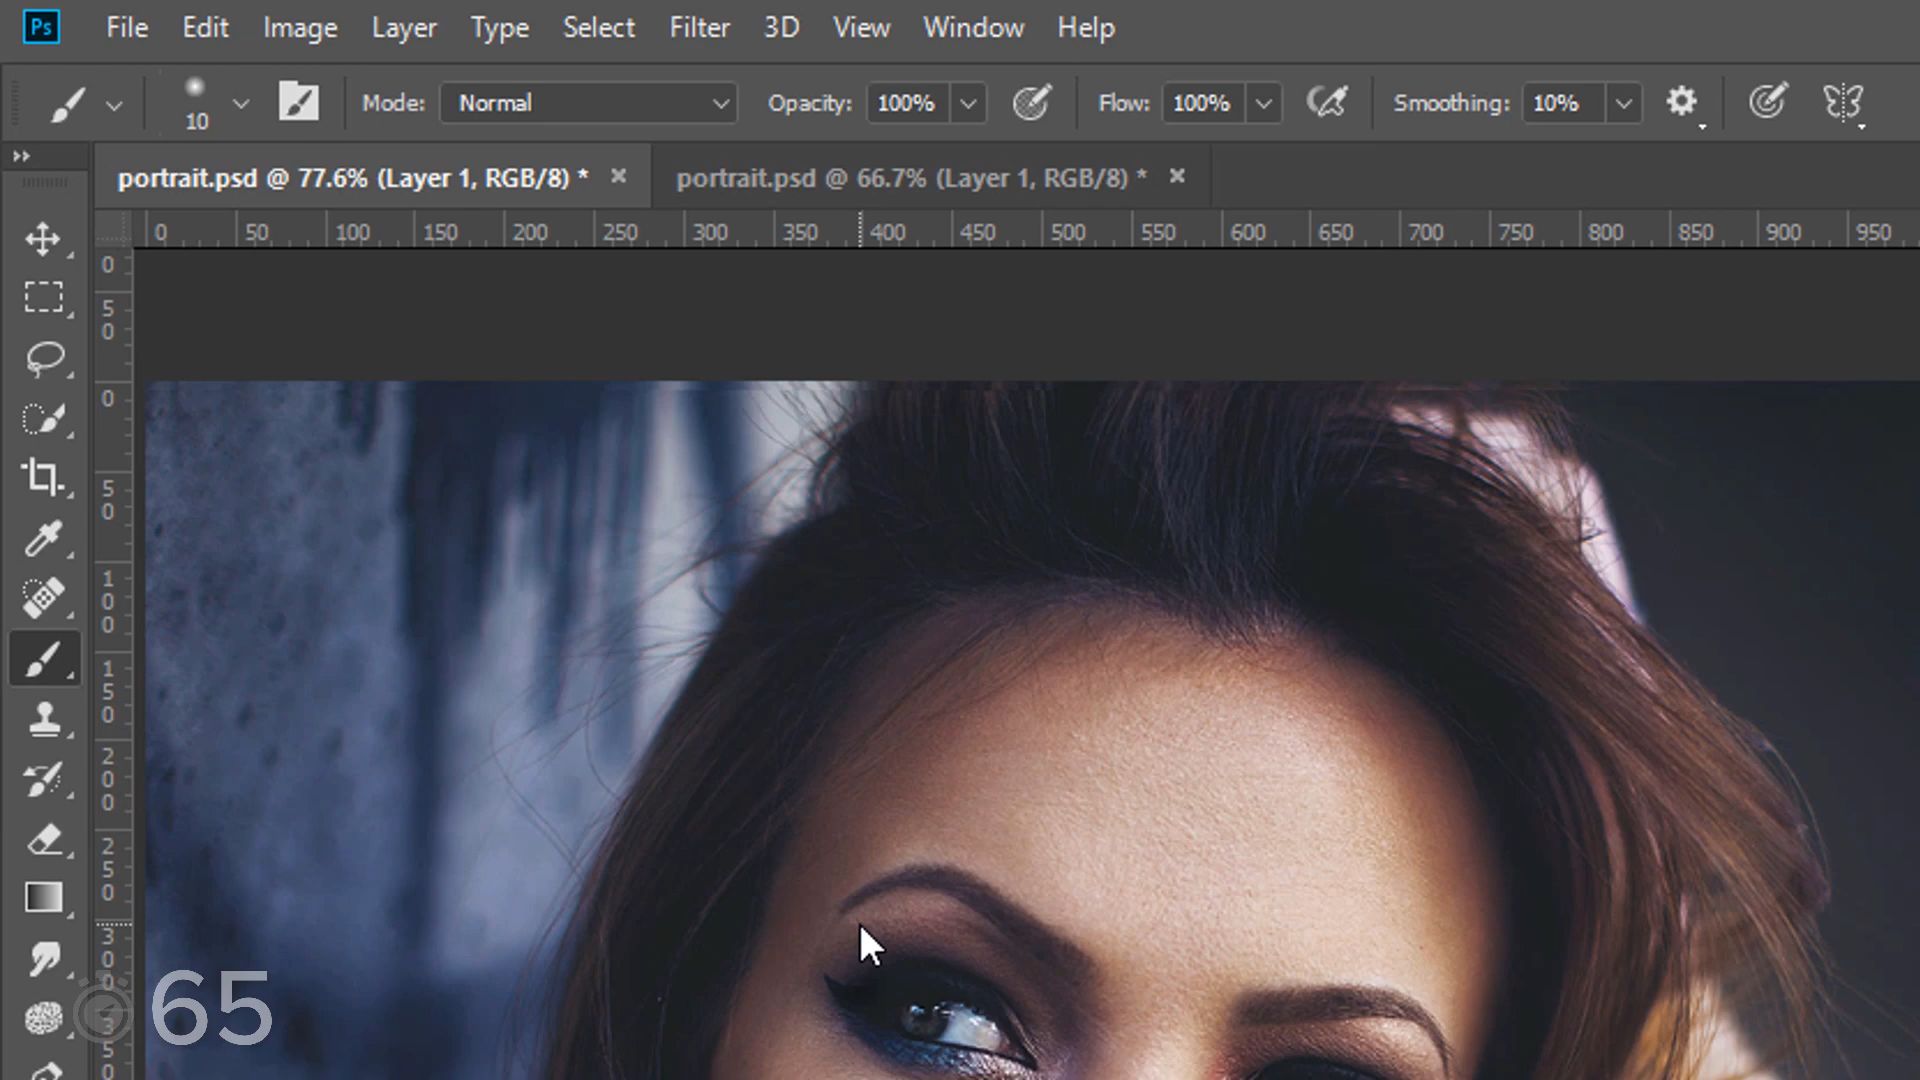 Ps File Edit Image Layer Type Select Filter 3D View Window Help
10 Mode: Normal Opacity: 100% Flow: 100% Smoothing: 10%
portrait.psd @ 77.6% (Layer 1, RGB/8) * × portrait.psd @ 66.7% (Layer 1, RGB/8) * ×
0 50 100 150 200 250 300 350 400 450 500 550 600 650 700 750 800 850 900 950
0
50
0
50
100
150
200
250
300
350
65